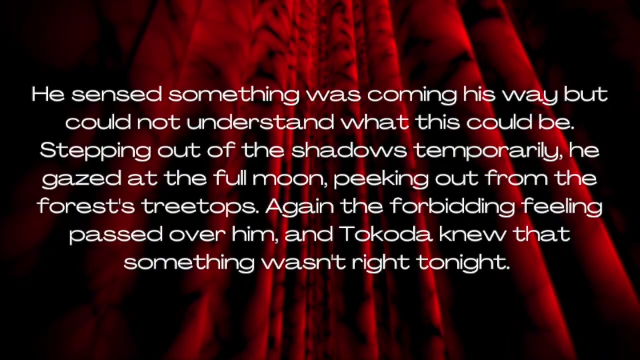 He sensed something was coming his way but
could not understand what this could be.
Stepping out of the shadows temporarily, he
gazed at the full moon, peeking out from the
forest's treetops. Again the forbidding feeling
passed over him, and Tokoda knew that
something wasn't right tonight.